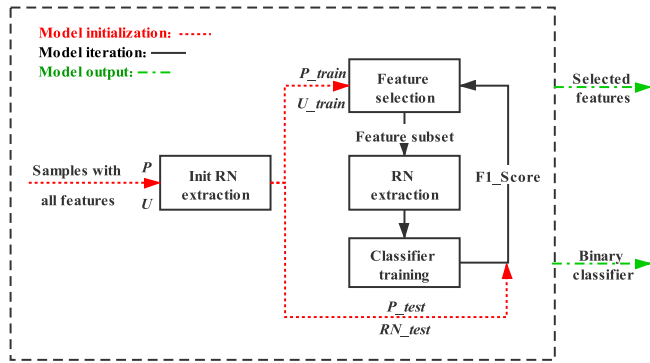 Model initialization:
Model iteration:
Model output:
P_train
U_train
Feature
selection
Selected
features
Feature subset
Samples with
all features
P
U
Init RN
extraction
RN
extraction
F1_Score
Classifier
training
Binary
classifier
P_test
RN_test